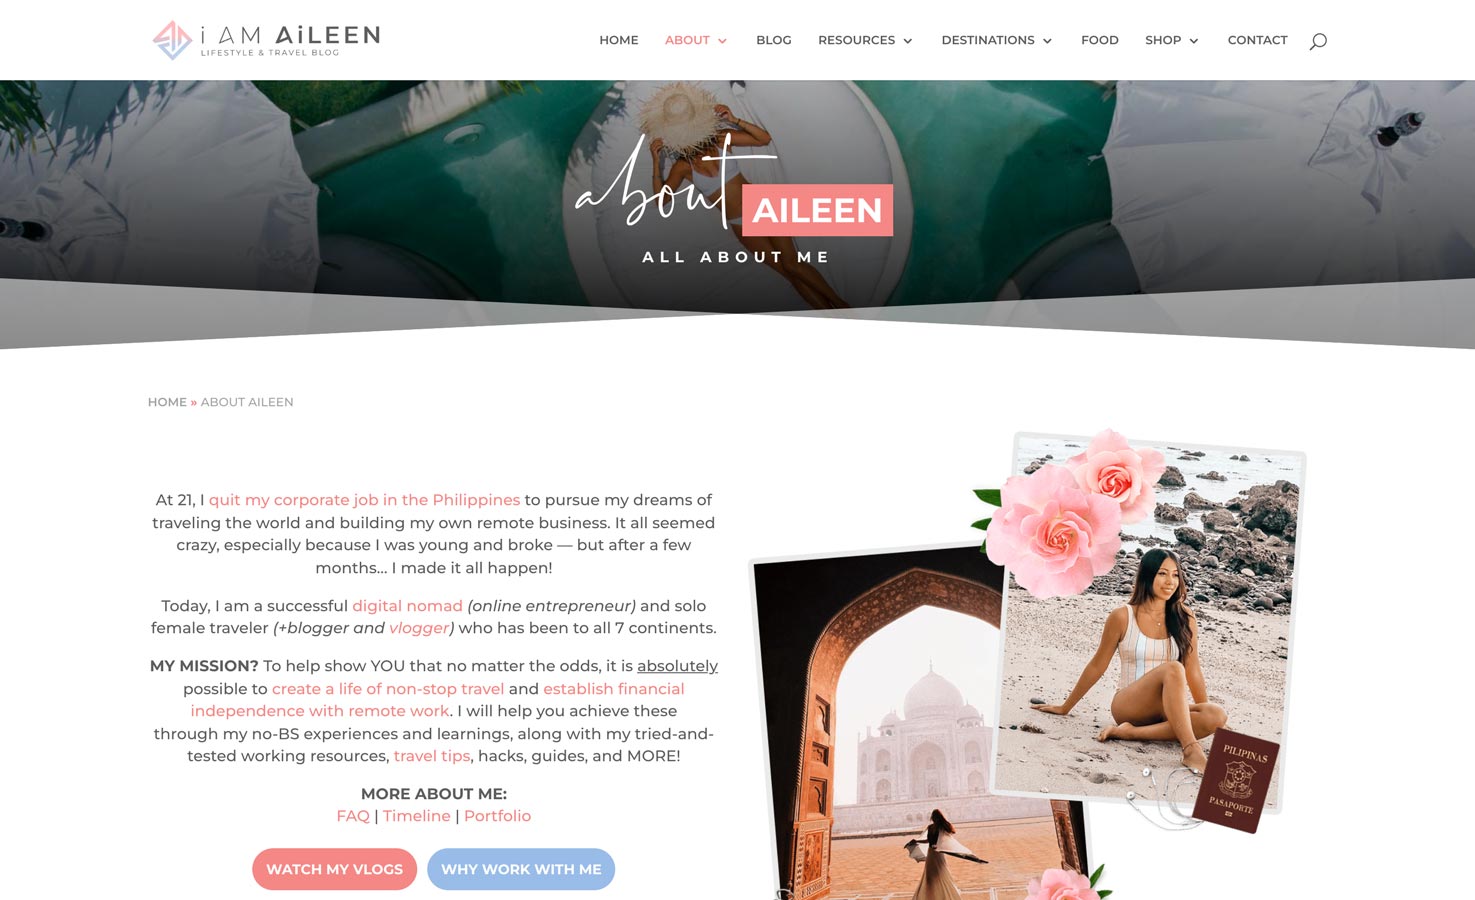 i AM AiLEEN
LIFESTYLE & TRAVEL BLOG
HOME
ABOUT
BLOG
RESOURCES
DESTINATIONS
FOOD
SHOP
CONTACT
about
AILEEN
ALL ABOUT ME
HOME » ABOUT AILEEN
At 21, I quit my corporate job in the Philippines to pursue my dreams of
traveling the world and building my own remote business. It all seemed
crazy, especially because I was young and broke — but after a few
months... I made it all happen!
Today, I am a successful digital nomad (online entrepreneur) and solo
female traveler (+blogger and vlogger) who has been to all 7 continents.
MY MISSION? To help show YOU that no matter the odds, it is absolutely
possible to create a life of non-stop travel and establish financial
independence with remote work. I will help you achieve these
through my no-BS experiences and learnings, along with my tried-and-
tested working resources, travel tips, hacks, guides, and MORE!
MORE ABOUT ME:
FAQ | Timeline | Portfolio
WATCH MY VLOGS
WHY WORK WITH ME
PILIPINAS
PASAPORTE